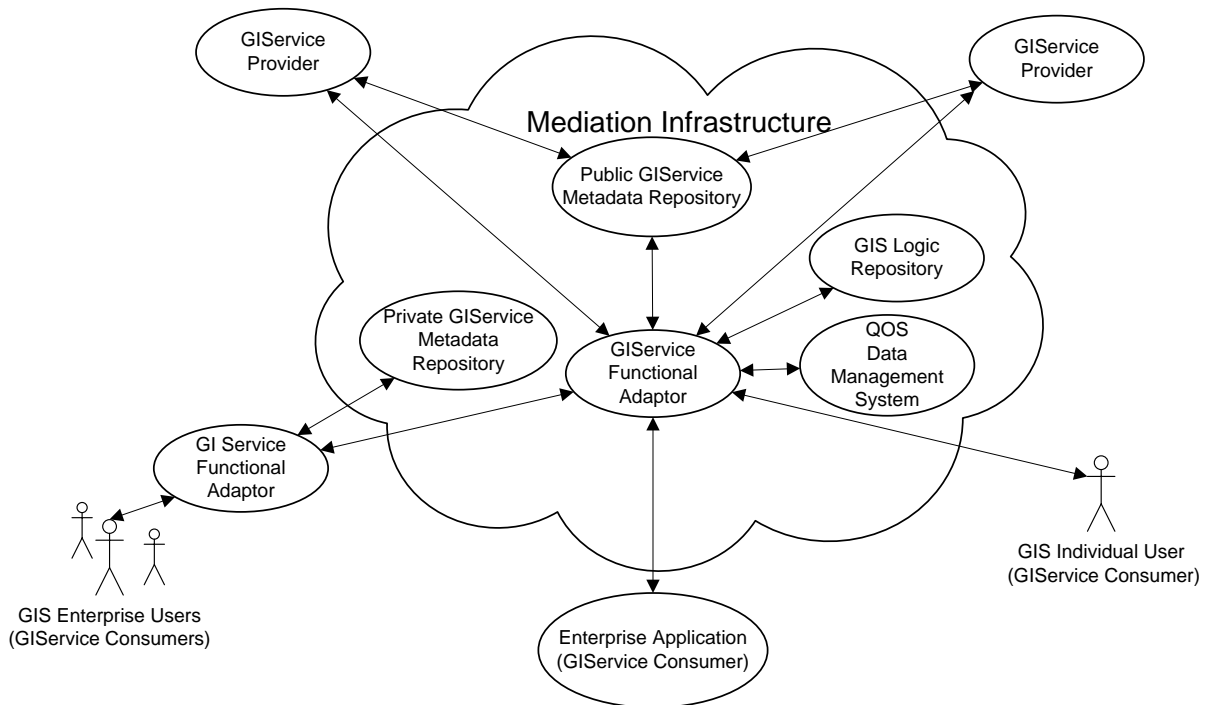 GIService
Provider
GIService
Provider
Mediation Infrastructure
Public GIService
Metadata Repository
GIS Logic
Repository
Private GIService
Metadata
Repository
GIService
Functional
Adaptor
QOS
Data
Management
System
GI Service
Functional
Adaptor
GIS Enterprise Users
(GIService Consumers)
Enterprise Application
(GIService Consumer)
GIS Individual User
(GIService Consumer)